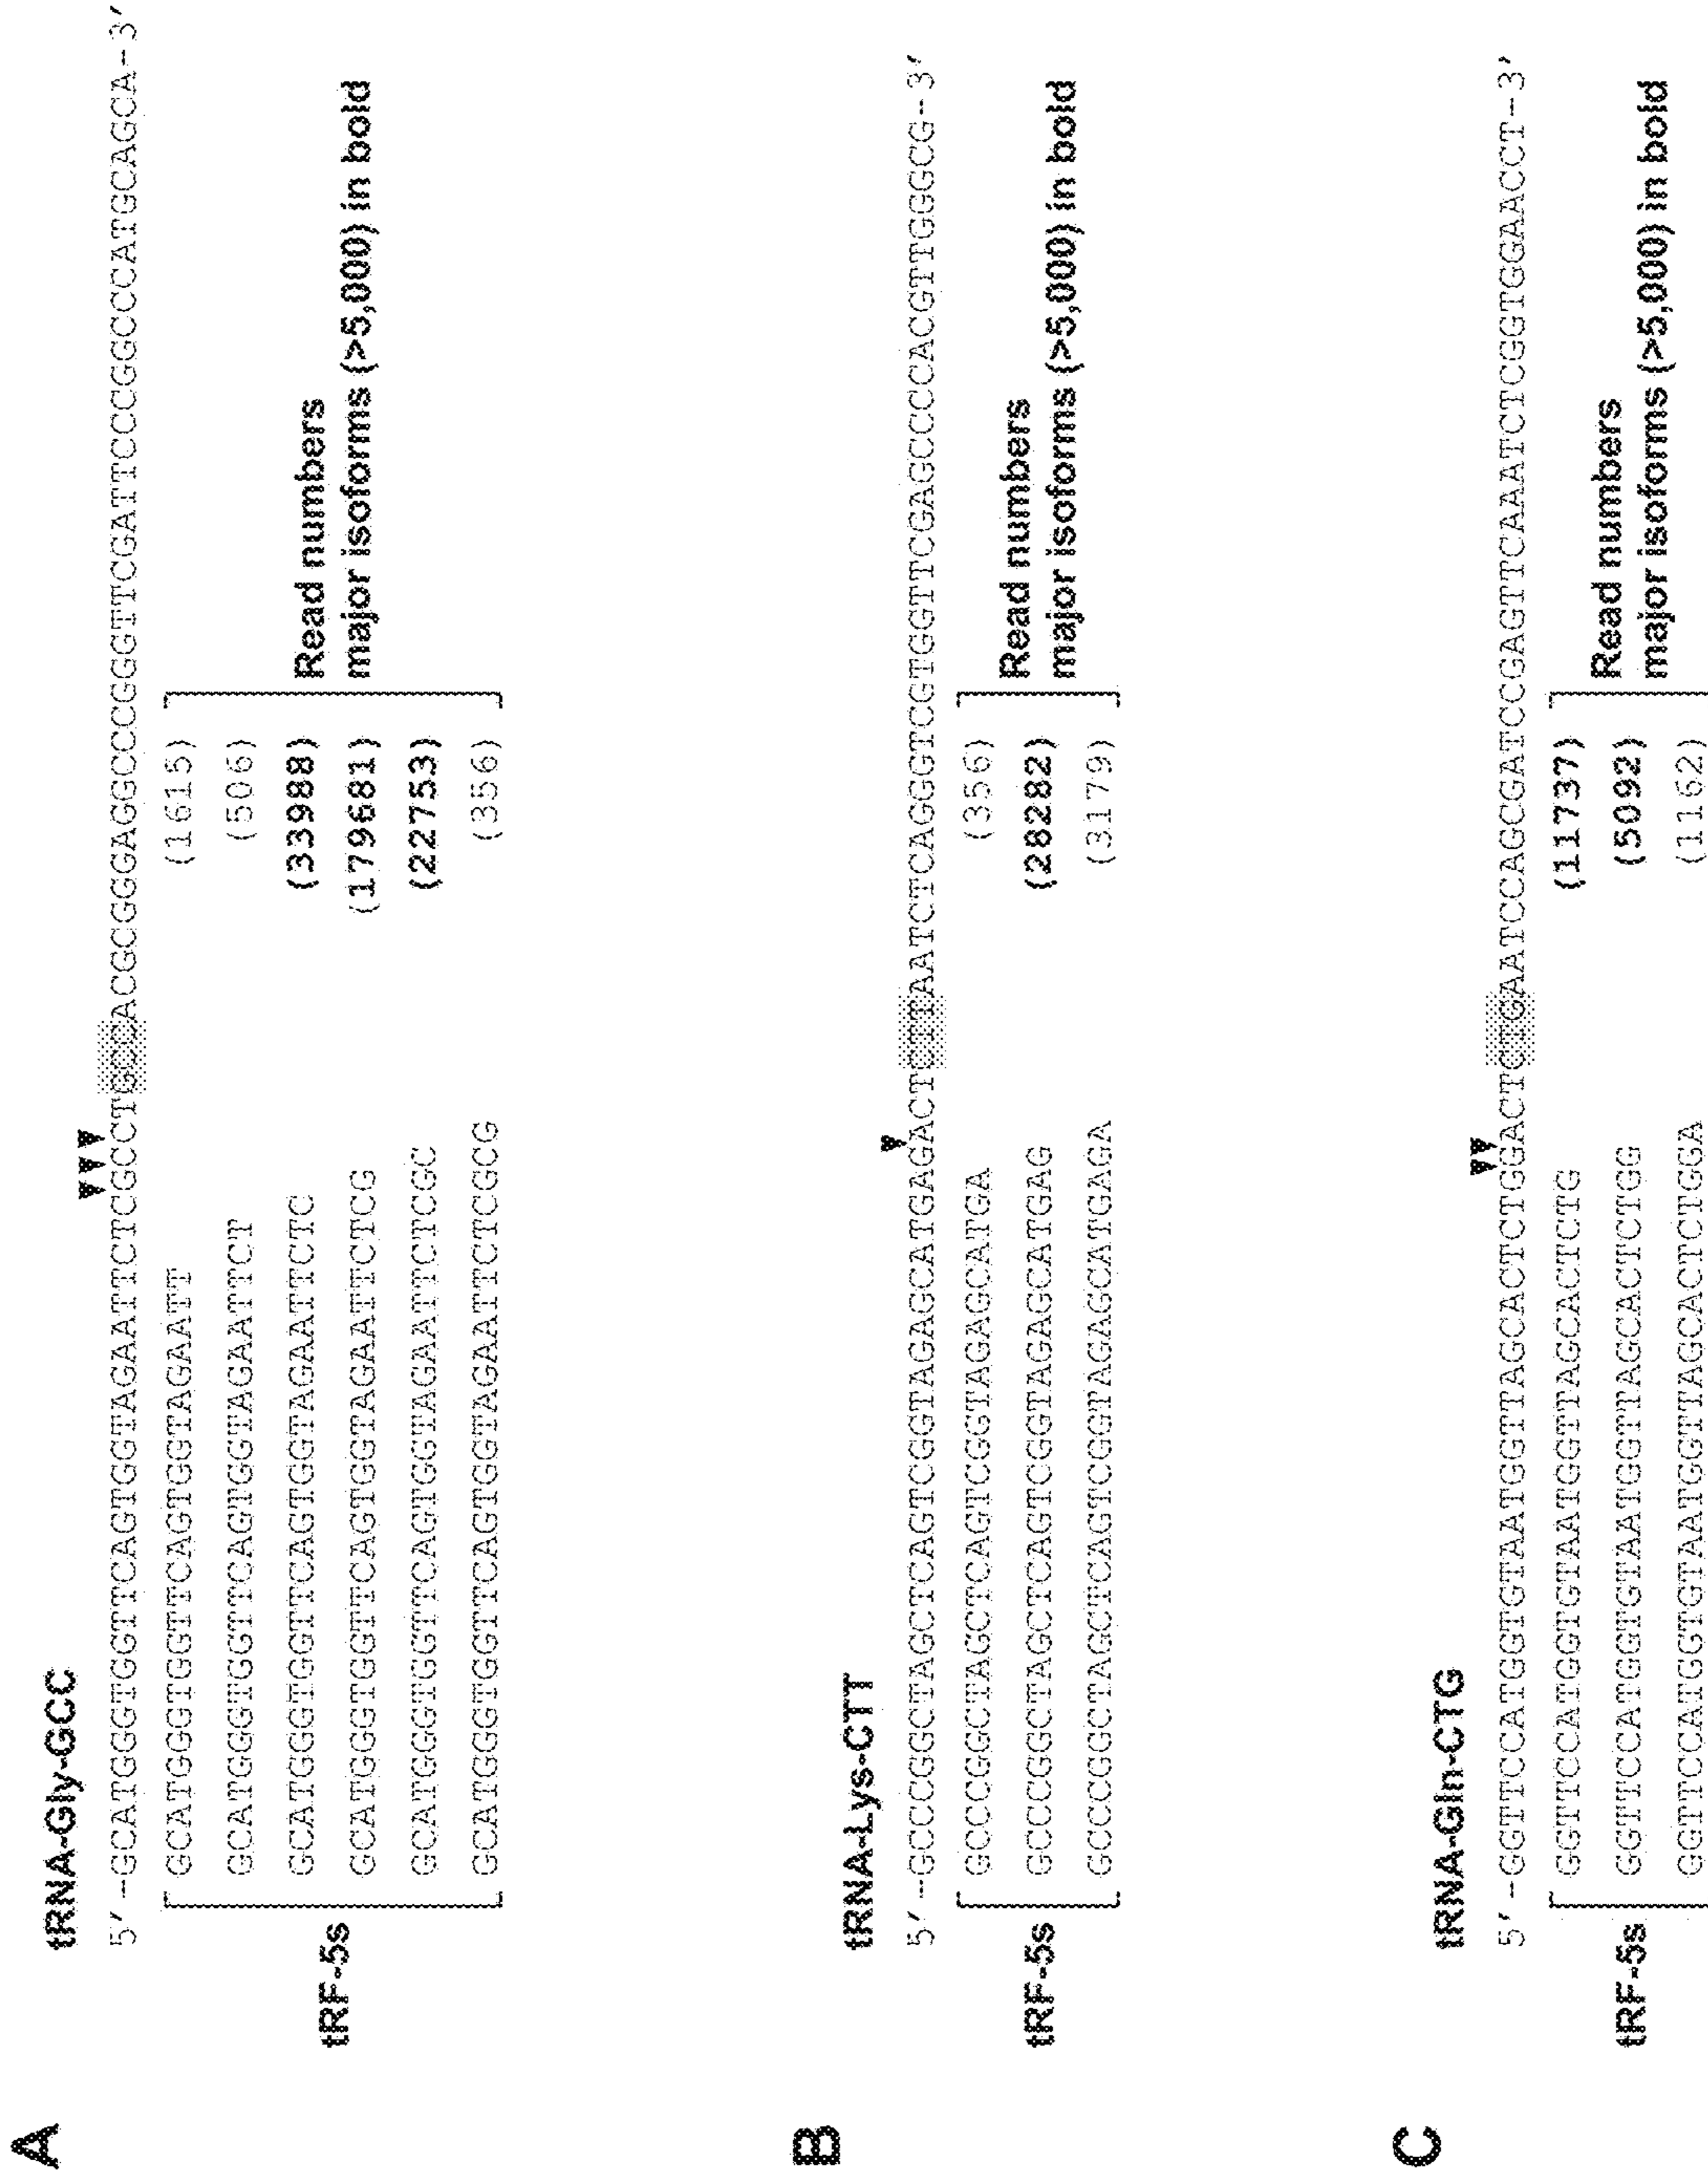 A
tRNA-Gly-GCC
5′-GCATGGGTGGTTCAGTGGTAGAATTCTCGCCTGCCACGCGGGAGGCCCGGGTTCGATTCCCGGCCCATGCAGCA-3′
GCATGGGTGGTTCAGTGGTAGAATT (1615)
GCATGGGTGGTTCAGTGGTAGAATTCT (506)
GCATGGGTGGTTCAGTGGTAGAATTCTC (33988)
GCATGGGTGGTTCAGTGGTAGAATTCTCG (179681)
GCATGGGTGGTTCAGTGGTAGAATTCTCGC (22753)
GCATGGGTGGTTCAGTGGTAGAATTCTCGCG (356)
tRF-5s
Read numbers
major isoforms (>5,000) in bold
B
tRNA-Lys-CTT
5′-GCCCGGCTAGCTCAGTCGGTAGAGCATGAGACTCTTAATCTCAGGGTCGTGGGTTCGAGCCCCACGTTGGGCG-3′
GCCCGGCTAGCTCAGTCGGTAGAGCATGA (356)
GCCCGGCTAGCTCAGTCGGTAGAGCATGAG (28282)
GCCCGGCTAGCTCAGTCGGTAGAGCATGAGA (3179)
tRF-5s
Read numbers
major isoforms (>5,000) in bold
C
tRNA-Gln-CTG
5′-GGTTCCATGGTGTAATGGTTAGCACTCTGGACTCTGAATCCAGCGATCCGAGTTCAAATCTCGGTGGAACCT-3′
GGTTCCATGGTGTAATGGTTAGCACTCTG (11737)
GGTTCCATGGTGTAATGGTTAGCACTCTGG (5092)
GGTTCCATGGTGTAATGGTTAGCACTCTGGA (1162)
tRF-5s
Read numbers
major isoforms (>5,000) in bold